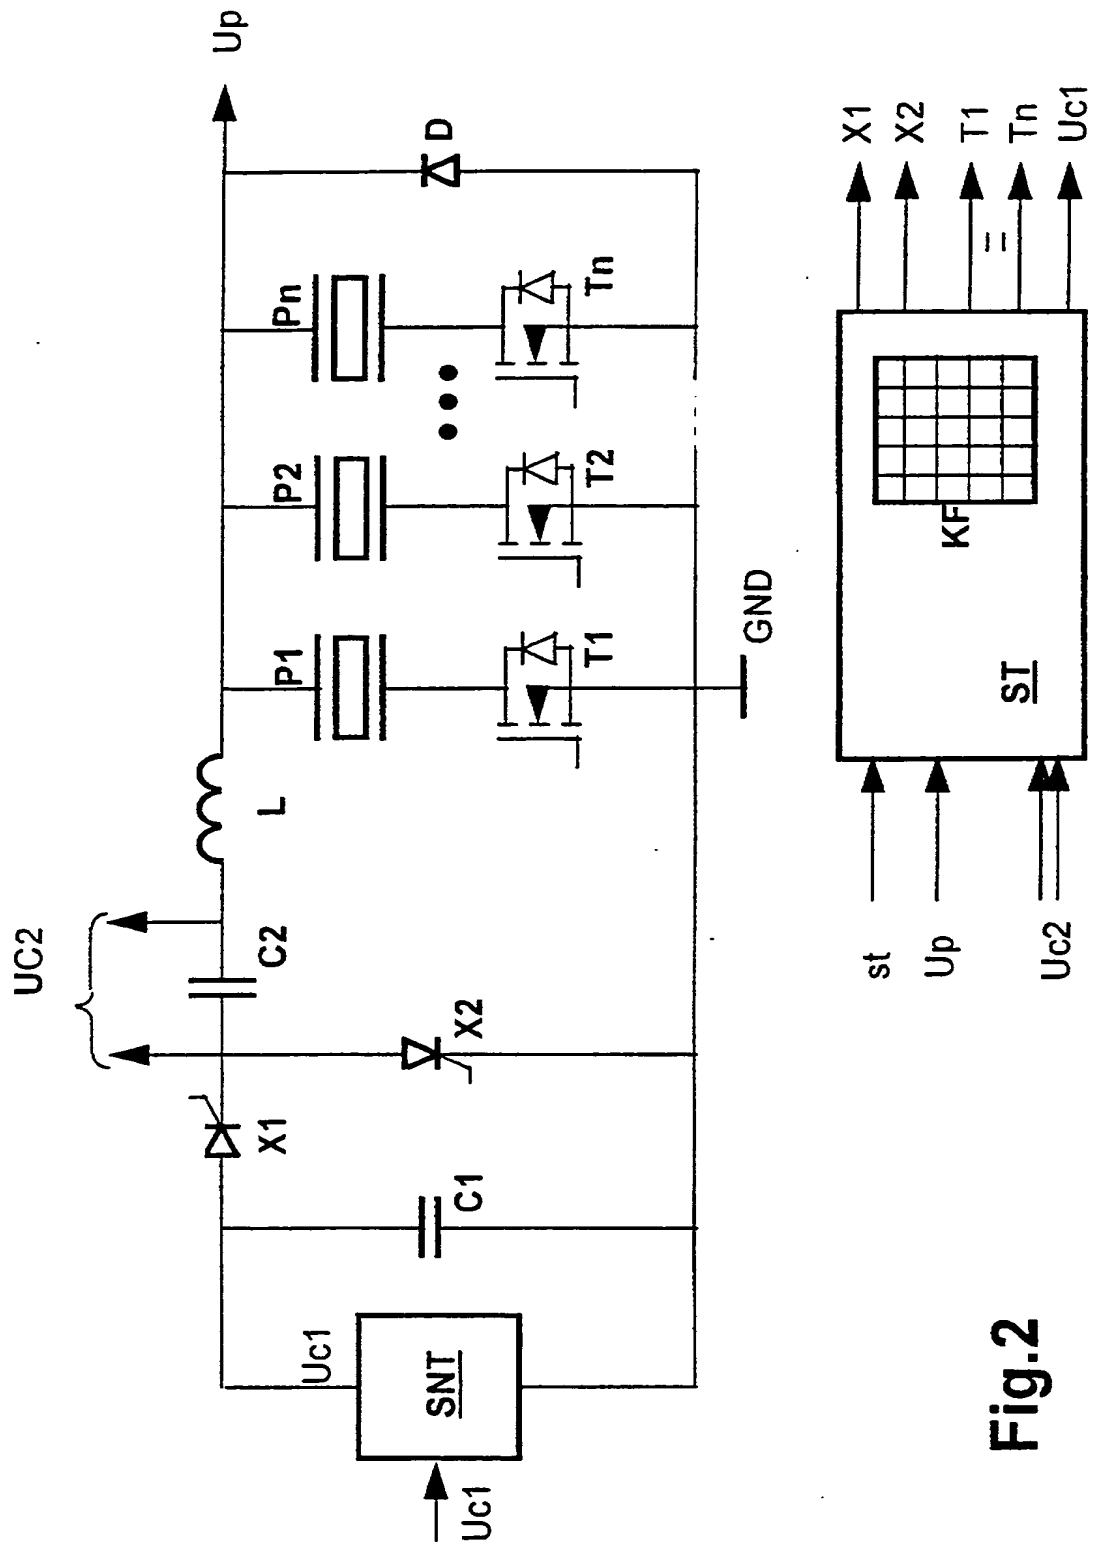 UC2
Up
X1
C2
L
P1
P2
Pn
D
Uc1
SNT
Uc1
C1
X2
T1
T2
Tn
GND
st
Up
Uc2
ST
KF
X1
X2
T1
=
Tn
Uc1
Fig.2